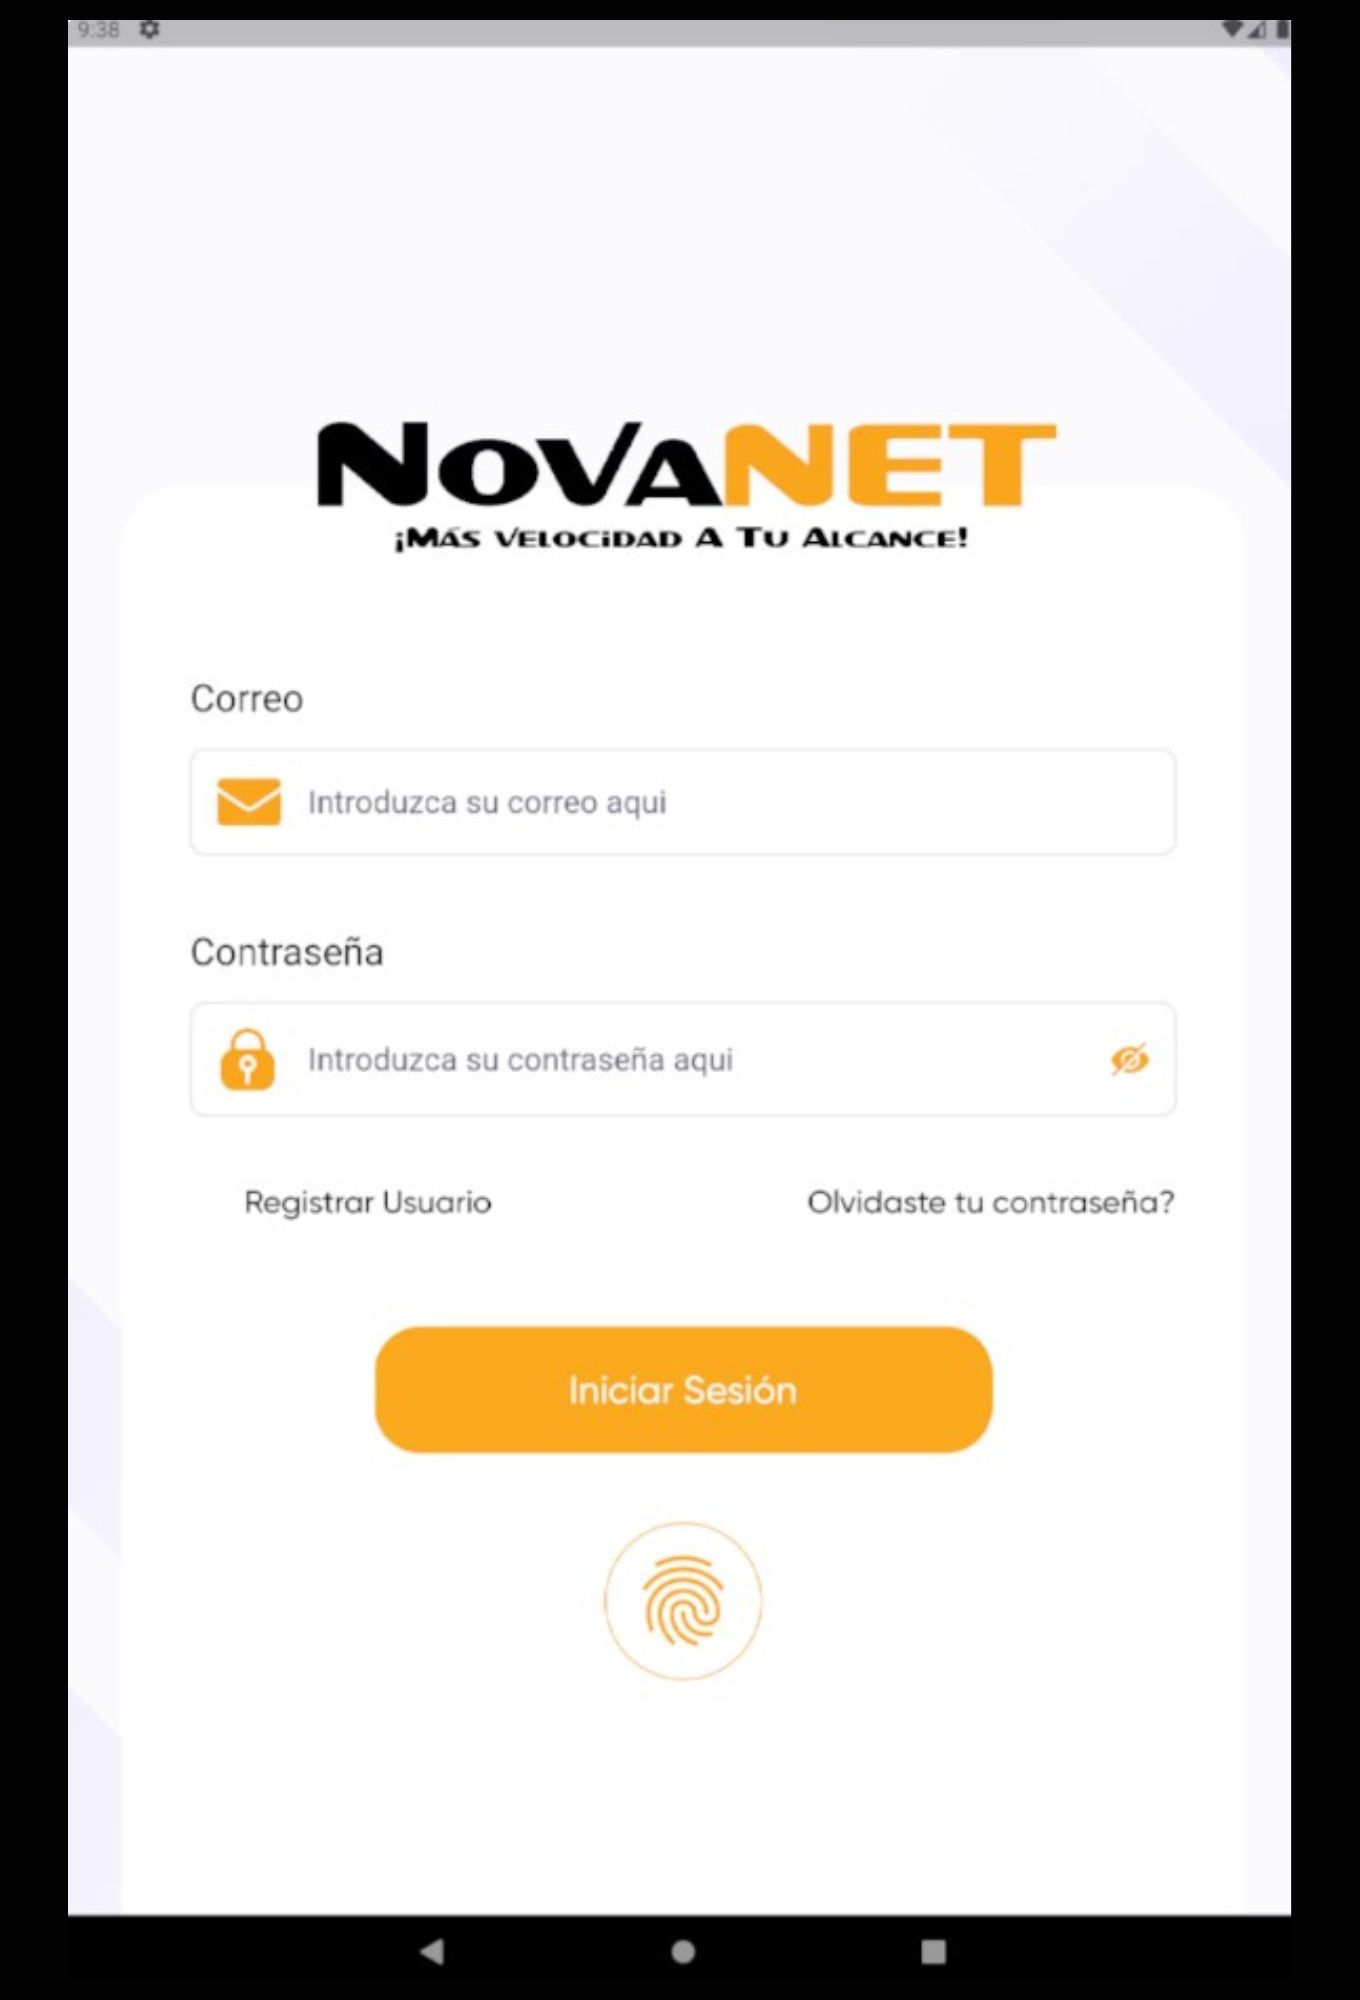 9:38
NOVANET
¡MÁS VELOCIDAD A TU ALCANCE!
Correo
Introduzca su correo aqui
Contraseña
Introduzca su contraseña aqui
Registrar Usuario
Olvidaste tu contraseña?
Iniciar Sesión